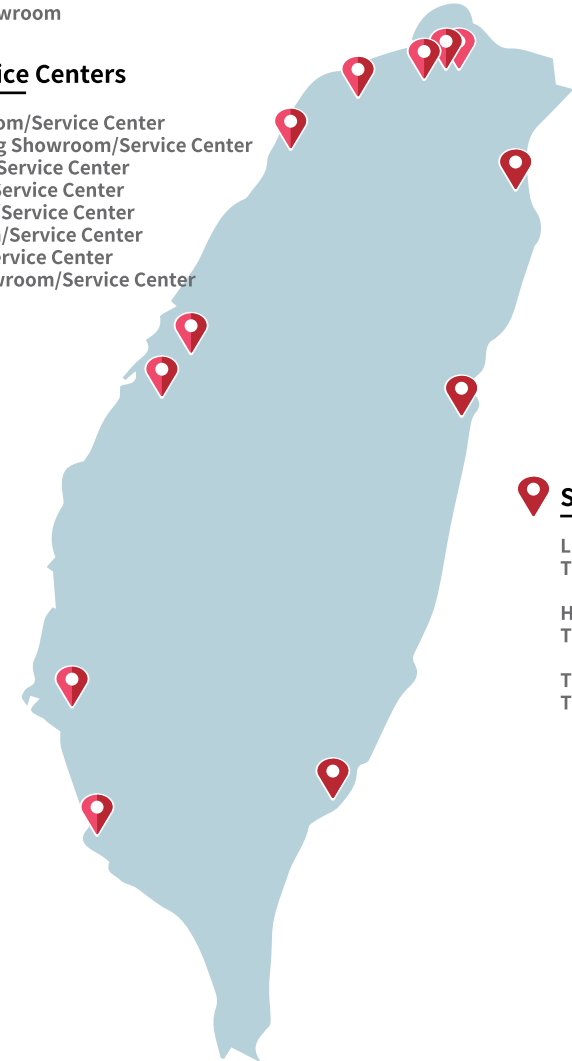 wroom
ice Centers
om/Service Center
g Showroom/Service Center
Service Center
Service Center
/Service Center
/Service Center
ervice Center
wroom/Service Center
S
L
T
H
T
T
T